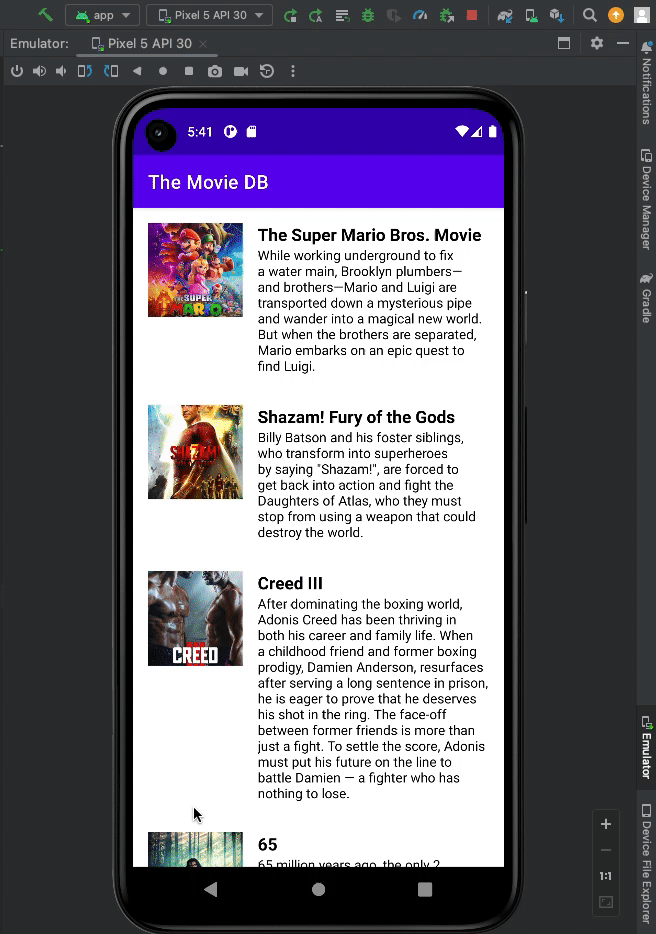 app
Pixel 5 API 30
Emulator:
Pixel 5 API 30
Notifications
Device Manager
Gradle
5:41
The Movie DB
THE SUPER
MARIO
The Super Mario Bros. Movie
While working underground to fix
a water main, Brooklyn plumbers—
and brothers—Mario and Luigi are
transported down a mysterious pipe
and wander into a magical new world.
But when the brothers are separated,
Mario embarks on an epic quest to
find Luigi.
SHAZAM!
Shazam! Fury of the Gods
Billy Batson and his foster siblings,
who transform into superheroes
by saying "Shazam!", are forced to
get back into action and fight the
Daughters of Atlas, who they must
stop from using a weapon that could
destroy the world.
CREED
Creed III
After dominating the boxing world,
Adonis Creed has been thriving in
both his career and family life. When
a childhood friend and former boxing
prodigy, Damien Anderson, resurfaces
after serving a long sentence in prison,
he is eager to prove that he deserves
his shot in the ring. The face-off
between former friends is more than
just a fight. To settle the score, Adonis
must put his future on the line to
battle Damien — a fighter who has
nothing to lose.
65
65 million years ago, the only 2
Emulator
Device File Explorer
1:1